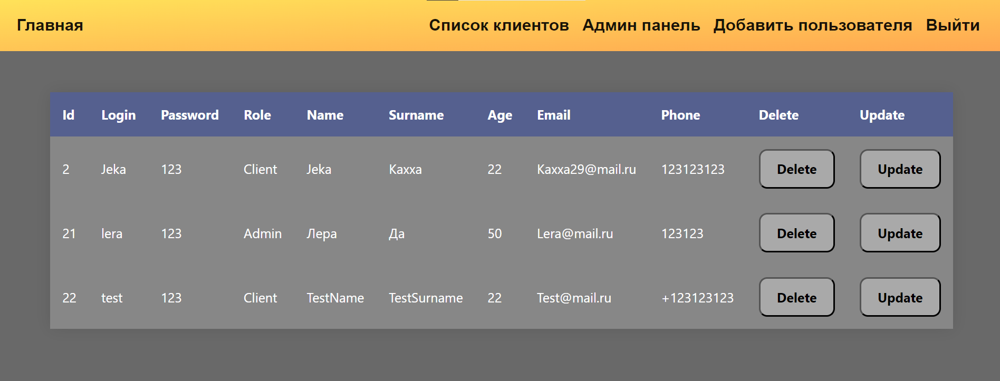 Главная Список клиентов Админ панель Добавить пользователя Выйти
Id Login Password Role Name Surname Age Email Phone Delete Update
2 Jeka 123 Client Jeka Kaxxa 22 Kaxxa29@mail.ru 123123123 Delete Update
21 lera 123 Admin Лера Да 50 Lera@mail.ru 123123 Delete Update
22 test 123 Client TestName TestSurname 22 Test@mail.ru +123123123 Delete Update